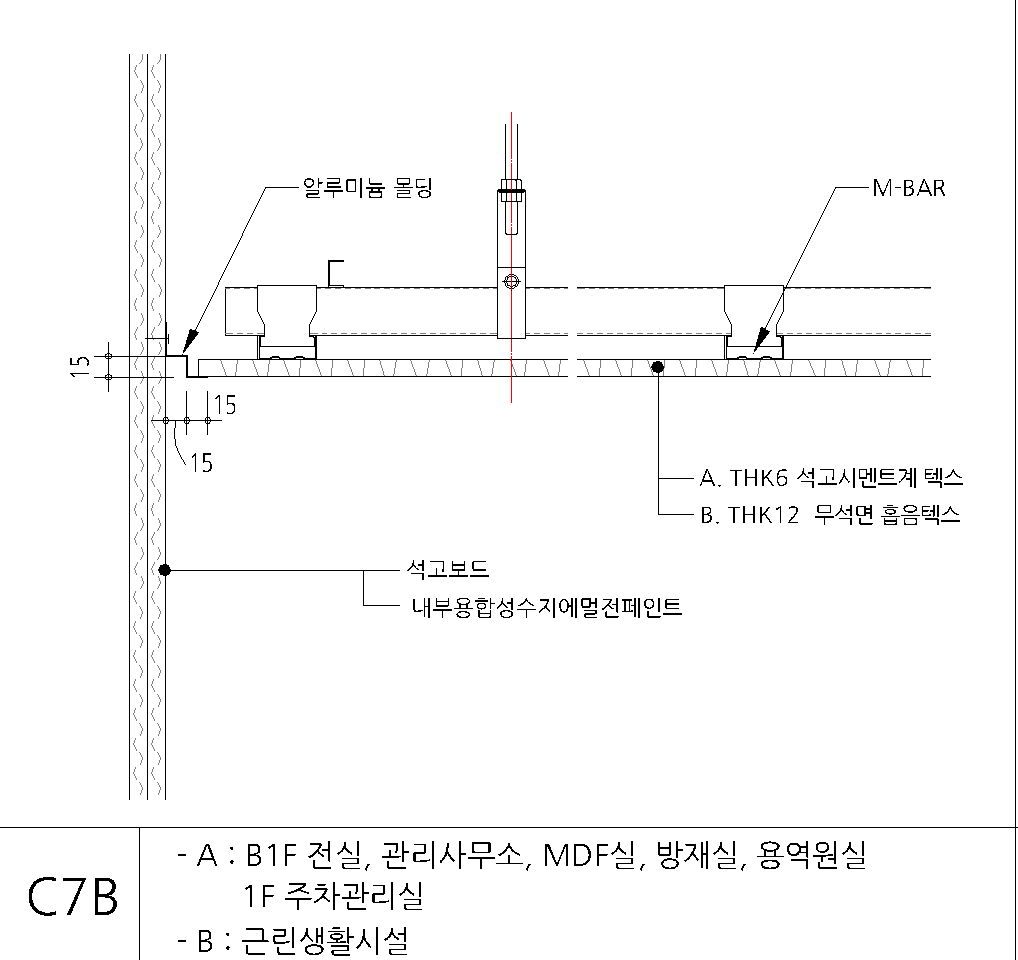 알루미늄 몰딩
M-BAR
15
15
15
A. THK6 석고시멘트계 텍스
B. THK12 무석면 흡음텍스
석고보드
내부용합성수지에멀전페인트
C7B
- A : B1F 전실, 관리사무소, MDF실, 방재실, 용역원실
1F 주차관리실
- B : 근린생활시설